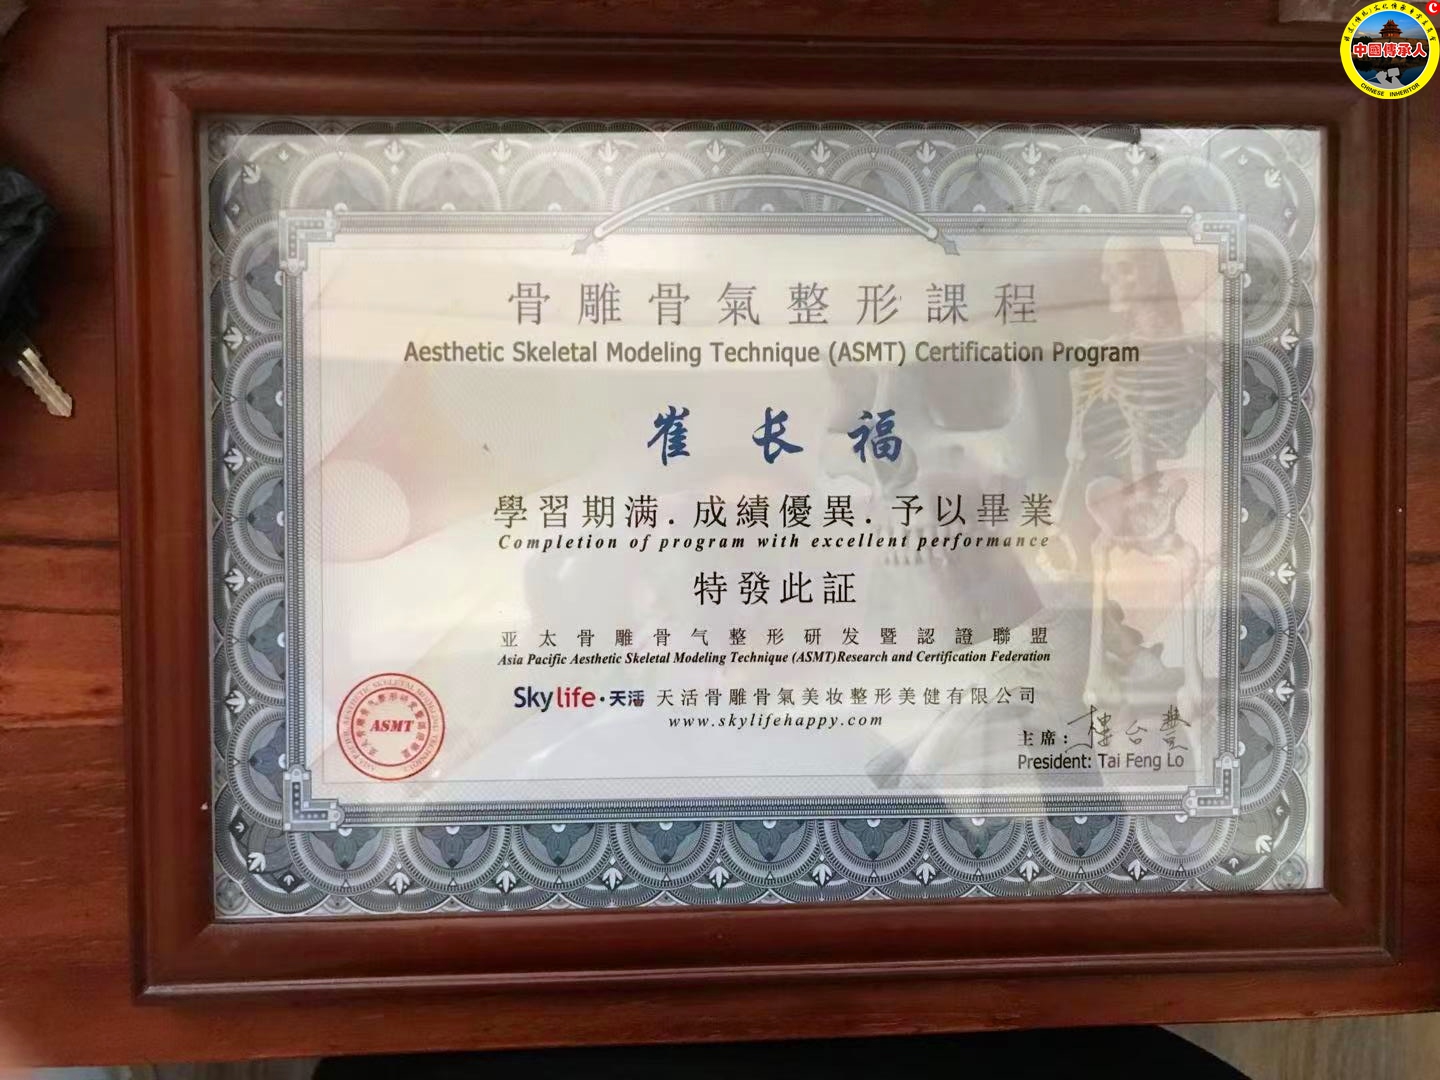 中國傳承人
CHINESE INHERITOR
骨雕骨氣整形課程
Aesthetic Skeletal Modeling Technique (ASMT) Certification Program
崔长福
學習期满.成績優異.予以畢業
Completion of program with excellent performance
特發此証
亚太骨雕骨气整形研发暨認證聯盟
Asia Pacific Aesthetic Skeletal Modeling Technique (ASMT)Research and Certification Federation
Skylife·天活 天活骨雕骨氣美妆整形美健有限公司
www.skylifehappy.com
ASMT
主席:
President: Tai Feng Lo